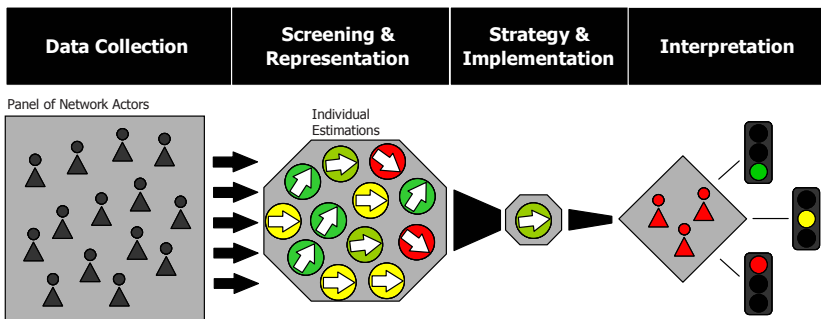 Data Collection
Screening &
Representation
Strategy &
Implementation
Interpretation
Panel of Network Actors
Individual
Estimations